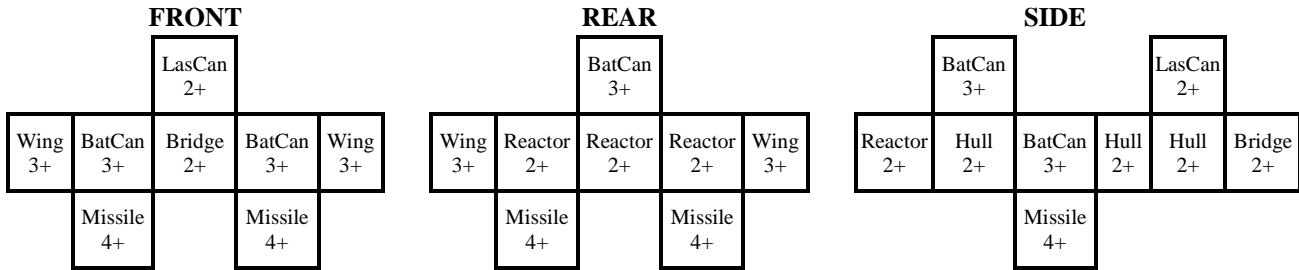 FRONT
LasCan
2+
Wing
3+
BatCan
3+
Bridge
2+
BatCan
3+
Wing
3+
Missile
4+
Missile
4+
REAR
BatCan
3+
Wing
3+
Reactor
2+
Reactor
2+
Reactor
2+
Wing
3+
Missile
4+
Missile
4+
SIDE
BatCan
3+
LasCan
2+
Reactor
2+
Hull
2+
BatCan
3+
Hull
2+
Hull
2+
Bridge
2+
Missile
4+